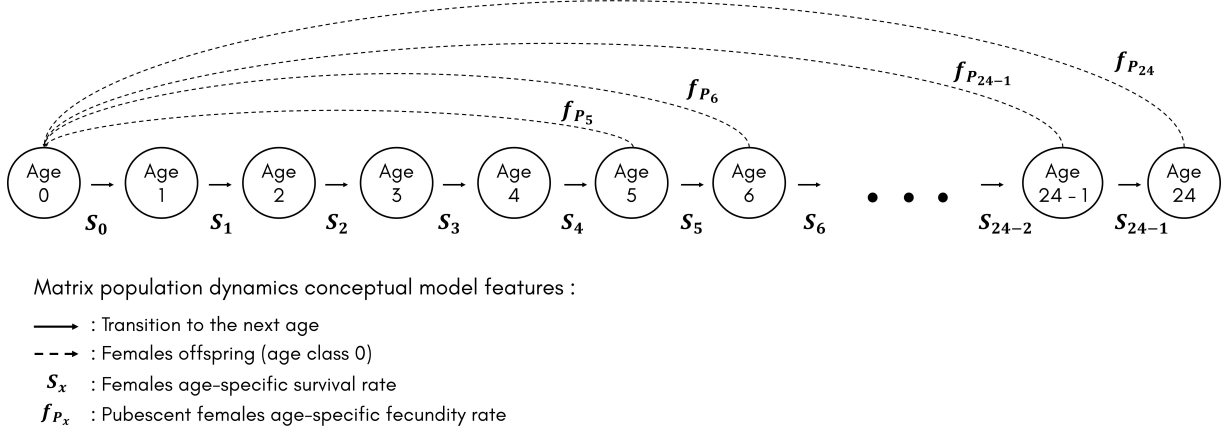 f_{P_{24}}
f_{P_{24-1}}
f_{P_6}
f_{P_5}
Age 0 Age 1 Age 2 Age 3 Age 4 Age 5 Age 6 • • • Age 24 - 1 Age 24
S_0 S_1 S_2 S_3 S_4 S_5 S_6 S_{24-2} S_{24-1}
Matrix population dynamics conceptual model features :
: Transition to the next age
: Females offspring (age class 0)
S_x : Females age-specific survival rate
f_{P_x} : Pubescent females age-specific fecundity rate